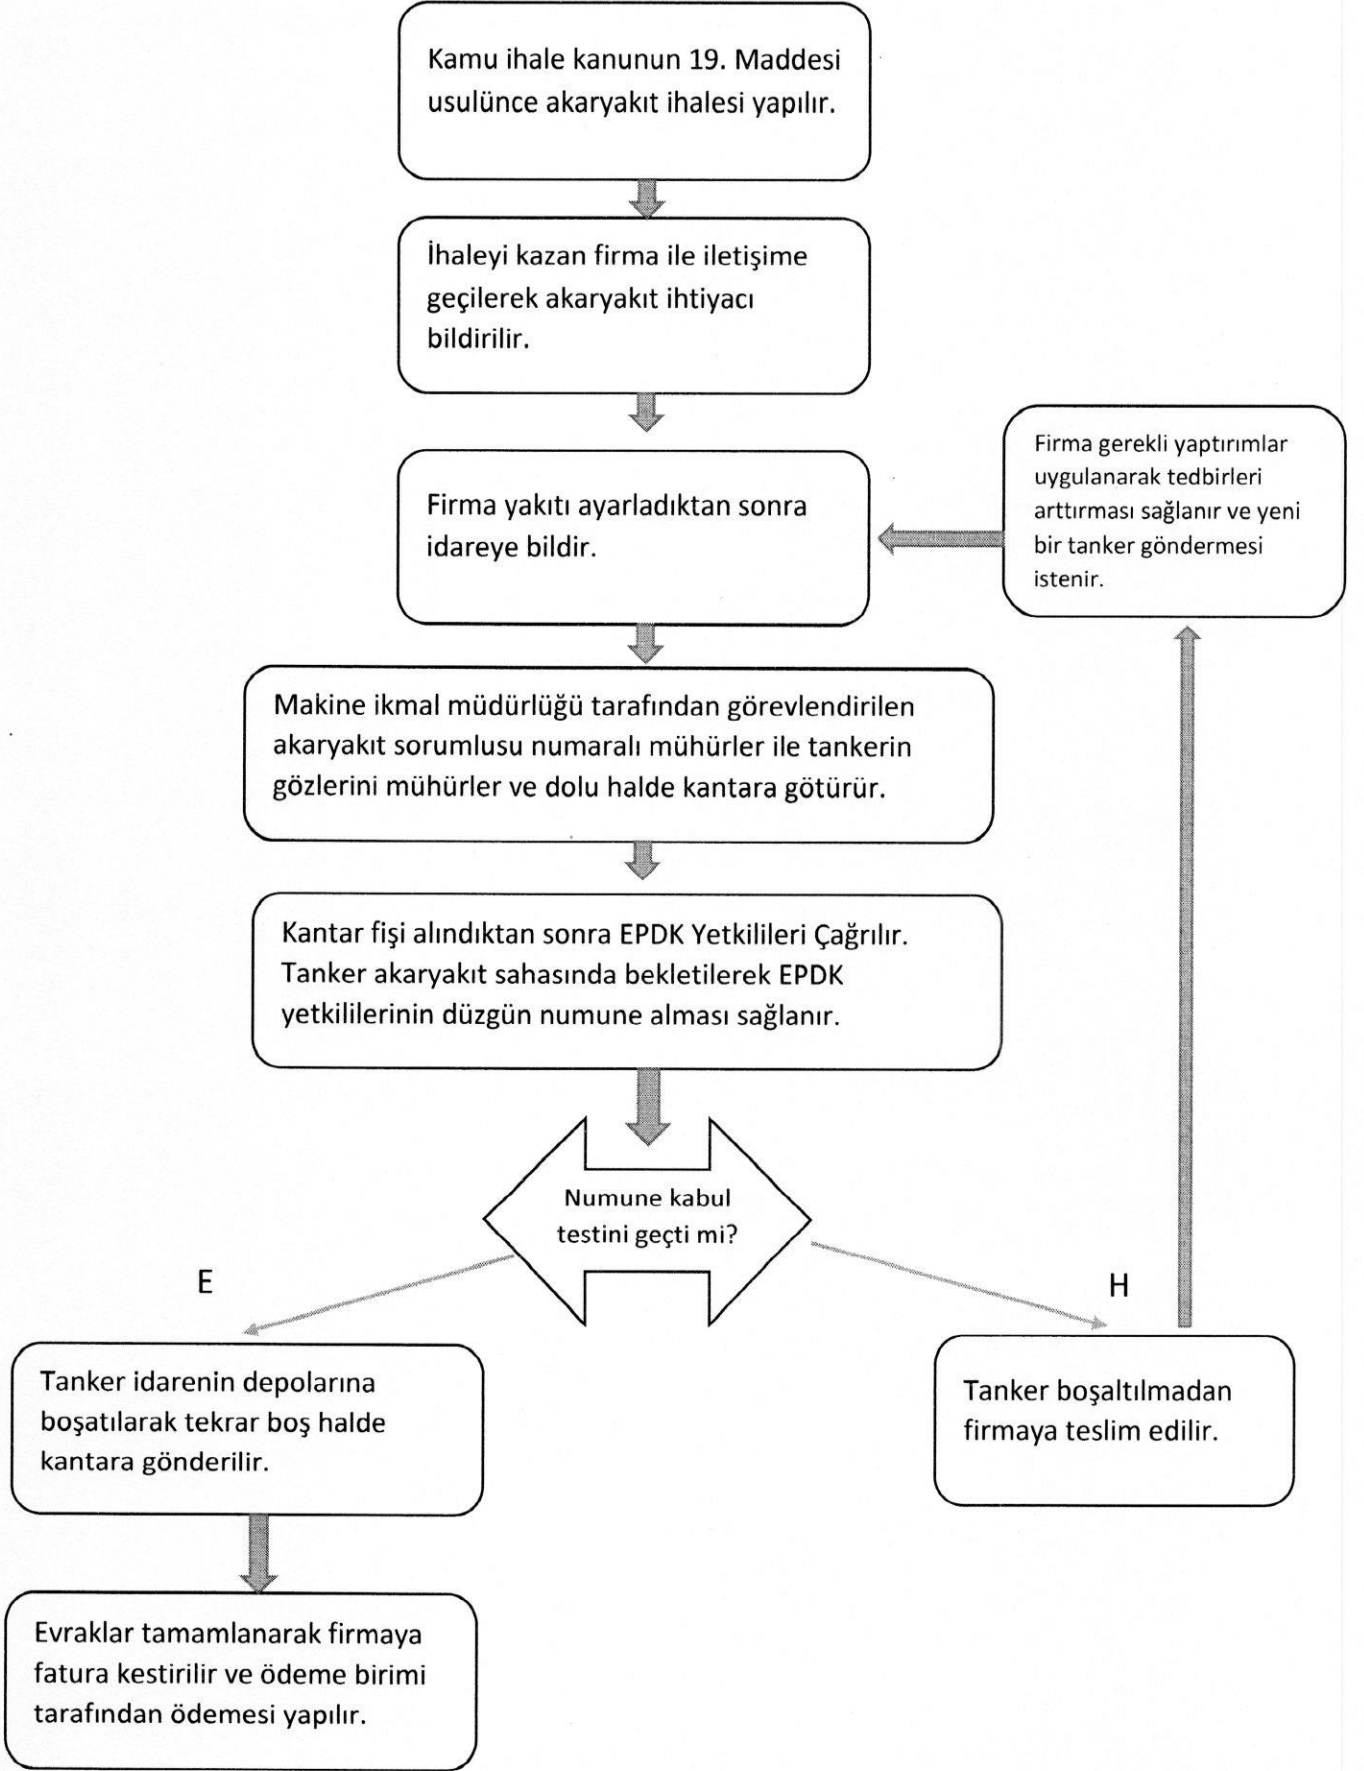 Kamu ihale kanunun 19. Maddesi
usulünce akaryakıt ihalesi yapılır.
İhaleyi kazan firma ile iletişime
geçilerek akaryakıt ihtiyacı
bildirilir.
Firma gerekli yaptırımlar
uygulanarak tedbirleri
arttırması sağlanır ve yeni
bir tanker göndermesi
istenir.
Firma yakıtı ayarladıktan sonra
idareye bildir.
Makine ikmal müdürlüğü tarafından görevlendirilen
akaryakıt sorumlusu numaralı mühürler ile tankerin
gözlerini mühürler ve dolu halde kantara götürür.
Kantar fişi alındıktan sonra EPDK Yetkilileri Çağrılır.
Tanker akaryakıt sahasında bekletilerek EPDK
yetkililerinin düzgün numune alması sağlanır.
Numune kabul
testini geçti mi?
E
H
Tanker idarenin depolarına
boşatılarak tekrar boş halde
kantara gönderilir.
Tanker boşaltılmadan
firmaya teslim edilir.
Evraklar tamamlanarak firmaya
fatura kestirilir ve ödeme birimi
tarafından ödemesi yapılır.